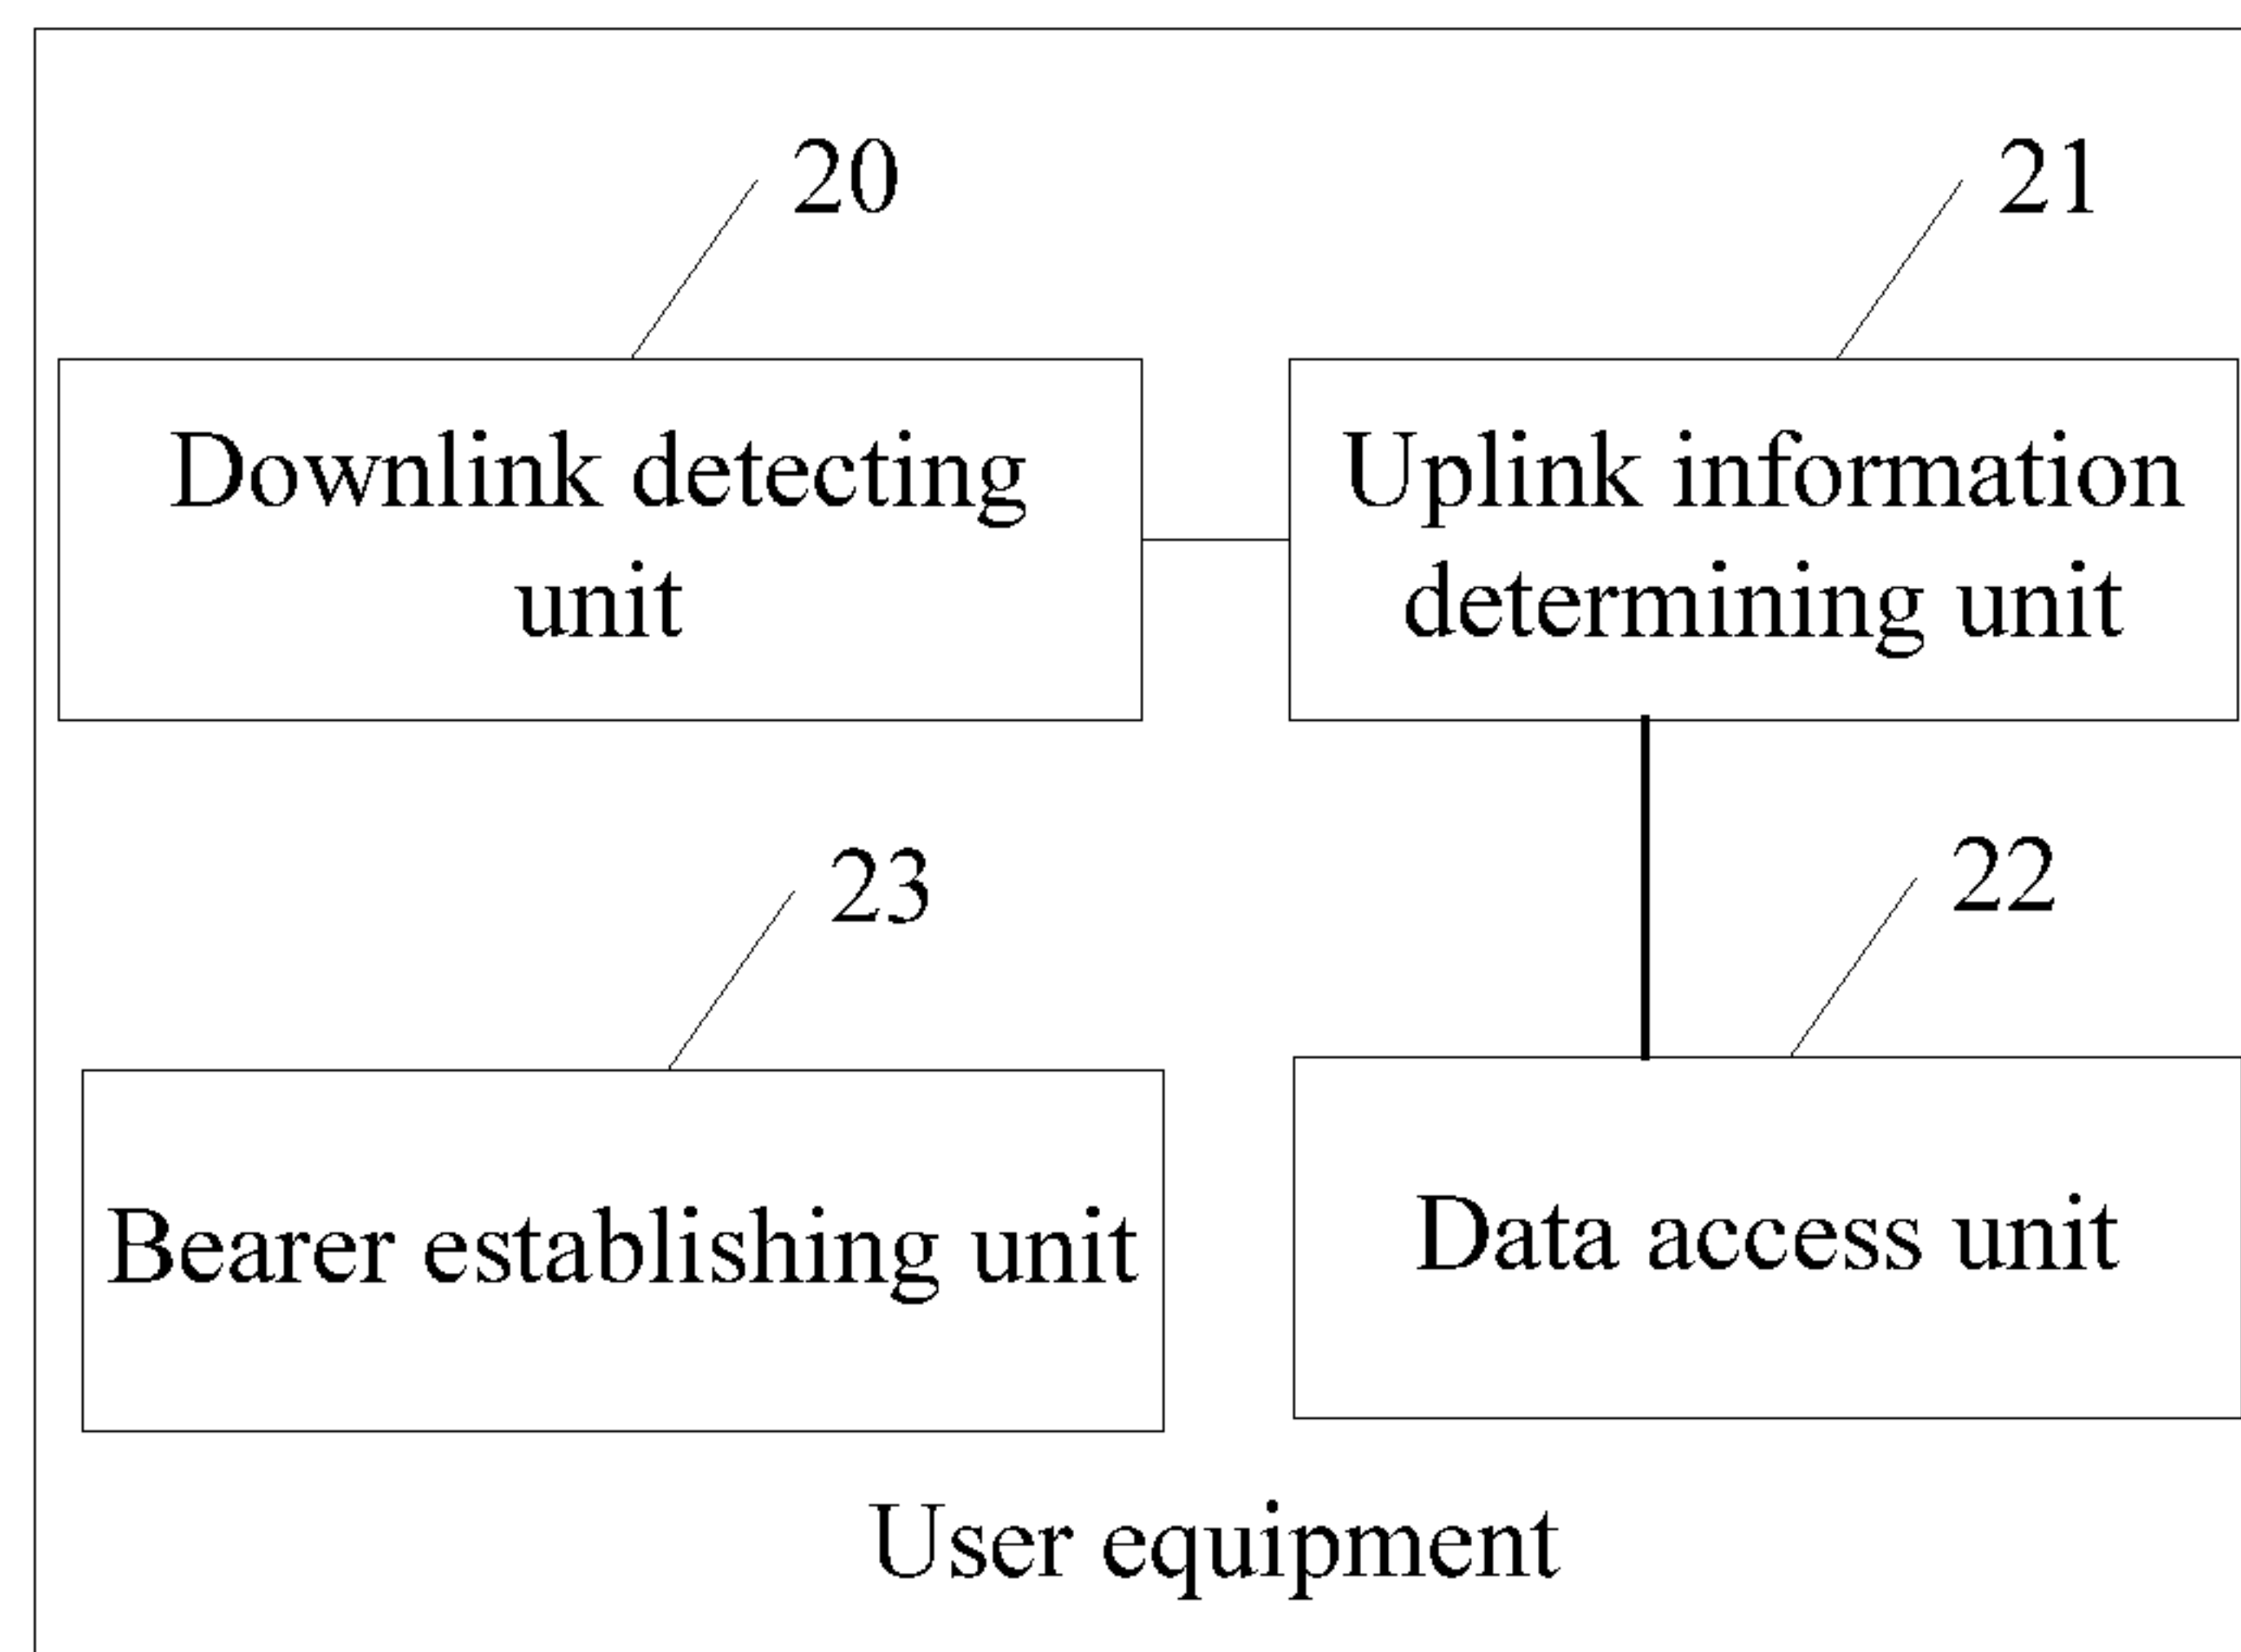 20
21
Downlink detecting
unit
Uplink information
determining unit
23
22
Bearer establishing unit
Data access unit
User equipment